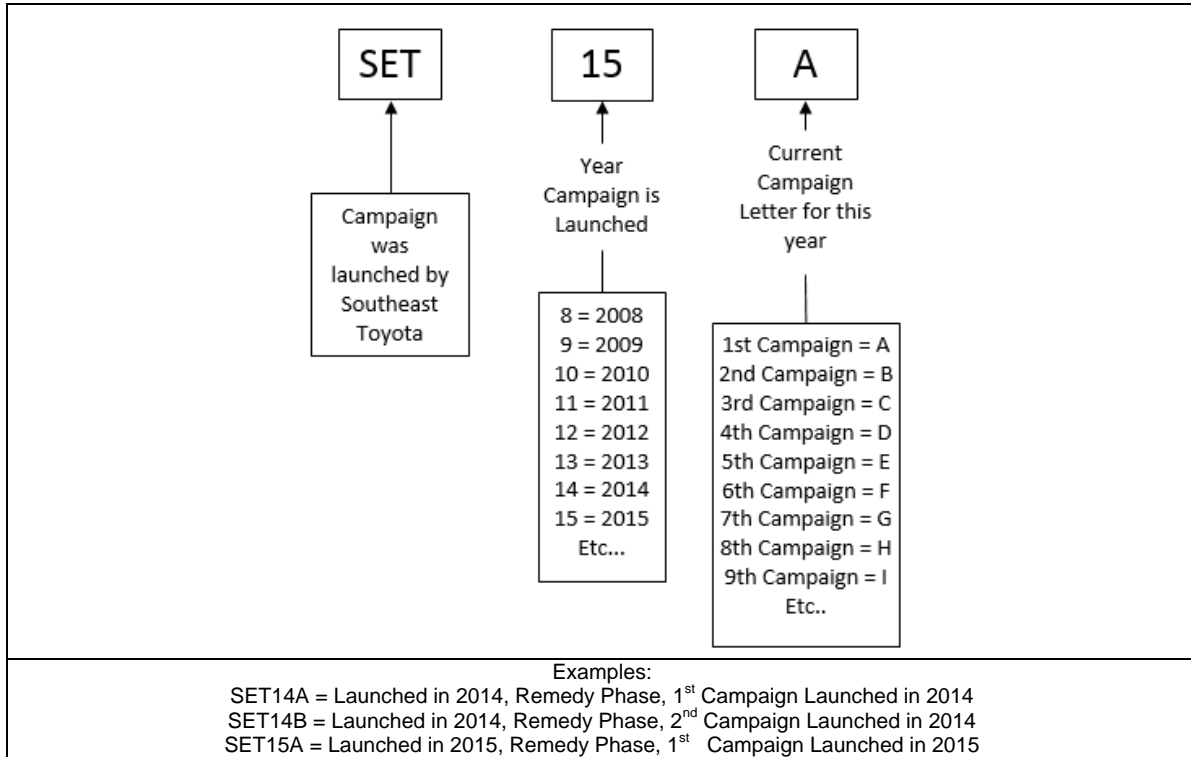 SET
15
A
Campaign
was
launched by
Southeast
Toyota
Year
Campaign is
Launched
8 = 2008
9 = 2009
10 = 2010
11 = 2011
12 = 2012
13 = 2013
14 = 2014
15 = 2015
Etc...
Current
Campaign
Letter for this
year
1st Campaign = A
2nd Campaign = B
3rd Campaign = C
4th Campaign = D
5th Campaign = E
6th Campaign = F
7th Campaign = G
8th Campaign = H
9th Campaign = I
Etc..
Examples:
SET14A = Launched in 2014, Remedy Phase, 1st Campaign Launched in 2014
SET14B = Launched in 2014, Remedy Phase, 2nd Campaign Launched in 2014
SET15A = Launched in 2015, Remedy Phase, 1st Campaign Launched in 2015